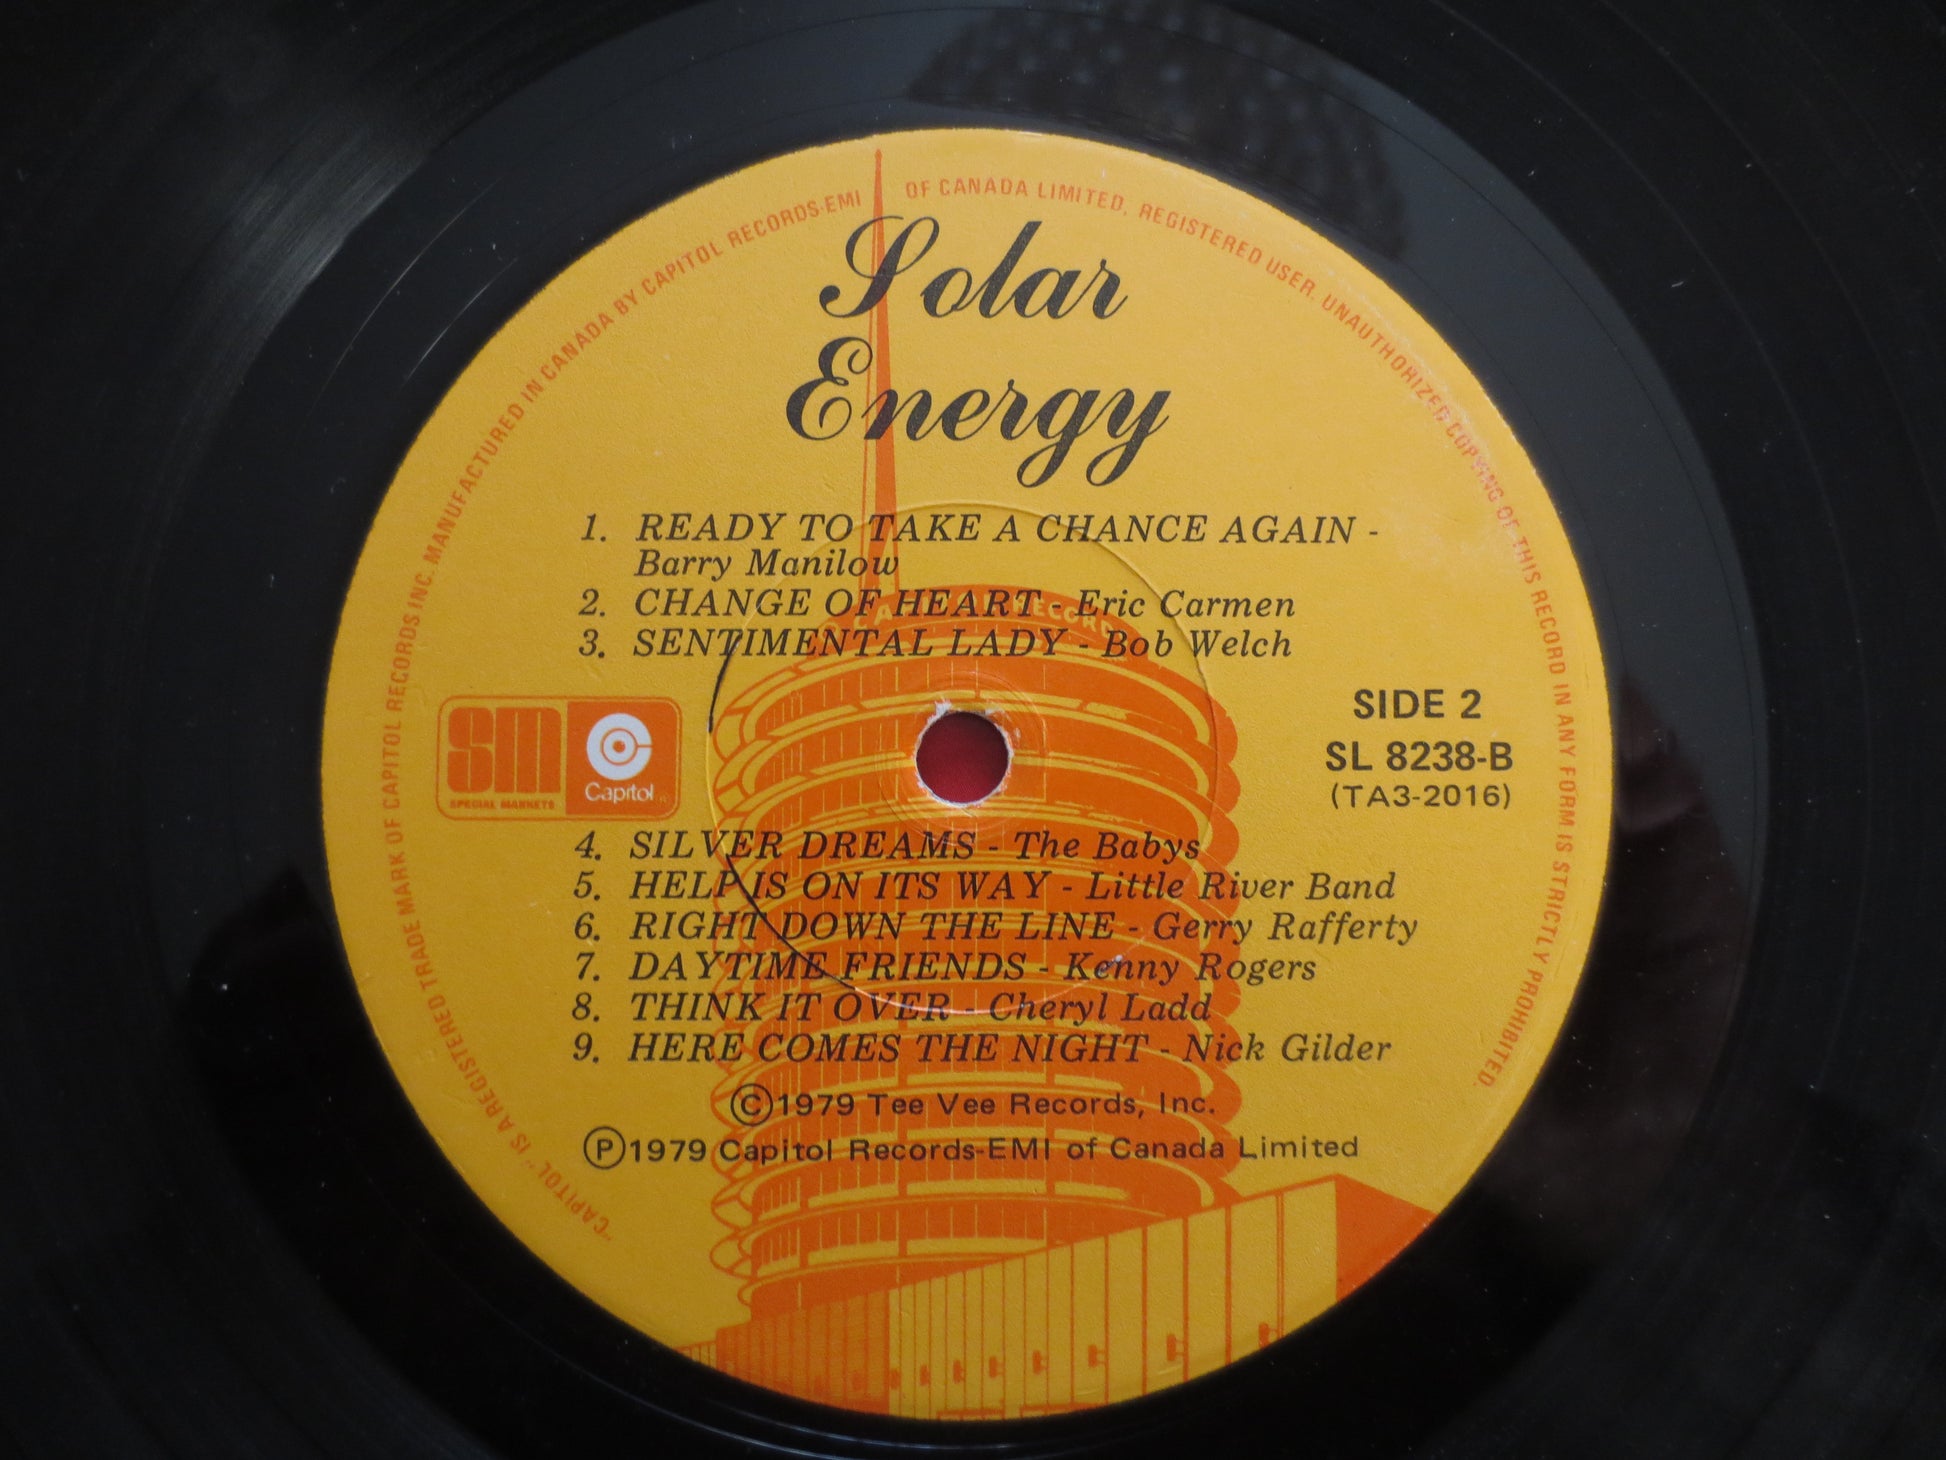 "CAPITOL" IS A REGISTERED TRADE MARK OF CAPITOL RECORDS INC. MANUFACTURED IN CANADA BY CAPITOL RECORDS-EMI OF CANADA LIMITED, REGISTERED USER. UNAUTHORIZED COPYING OF THIS RECORD IN ANY FORM IS STRICTLY PROHIBITED.
Solar
Energy
1. READY TO TAKE A CHANCE AGAIN -
Barry Manilow
2. CHANGE OF HEART - Eric Carmen
3. SENTIMENTAL LADY - Bob Welch
SM
SPECIAL MARKETS
Capitol
SIDE 2
SL 8238-B
(TA3-2016)
4. SILVER DREAMS - The Babys
5. HELP IS ON ITS WAY - Little River Band
6. RIGHT DOWN THE LINE - Gerry Rafferty
7. DAYTIME FRIENDS - Kenny Rogers
8. THINK IT OVER - Cheryl Ladd
9. HERE COMES THE NIGHT - Nick Gilder
©1979 Tee Vee Records, Inc.
℗1979 Capitol Records-EMI of Canada Limited